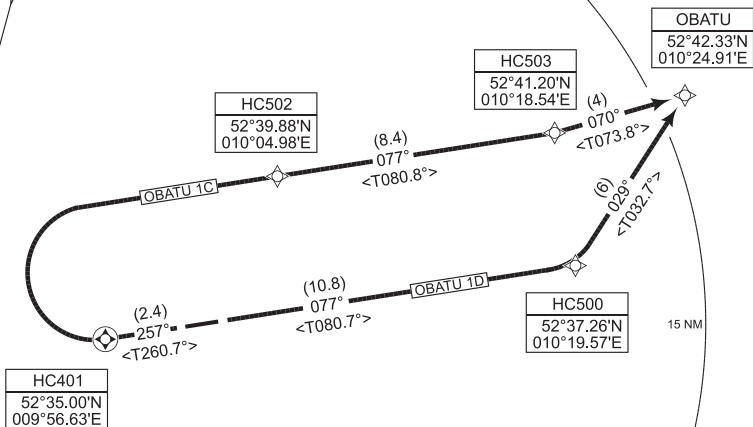 OBATU
52°42.33'N
010°24.91'E
HC503
52°41.20'N
010°18.54'E
(4)
070°
<T073.8°>
HC502
52°39.88'N
010°04.98'E
(8.4)
077°
<T080.8°>
OBATU 1C
(6)
029°
<T032.7°>
(10.8)
077°
<T080.7°>
OBATU 1D
(2.4)
257°
<T260.7°>
HC500
52°37.26'N
010°19.57'E
15 NM
HC401
52°35.00'N
009°56.63'E